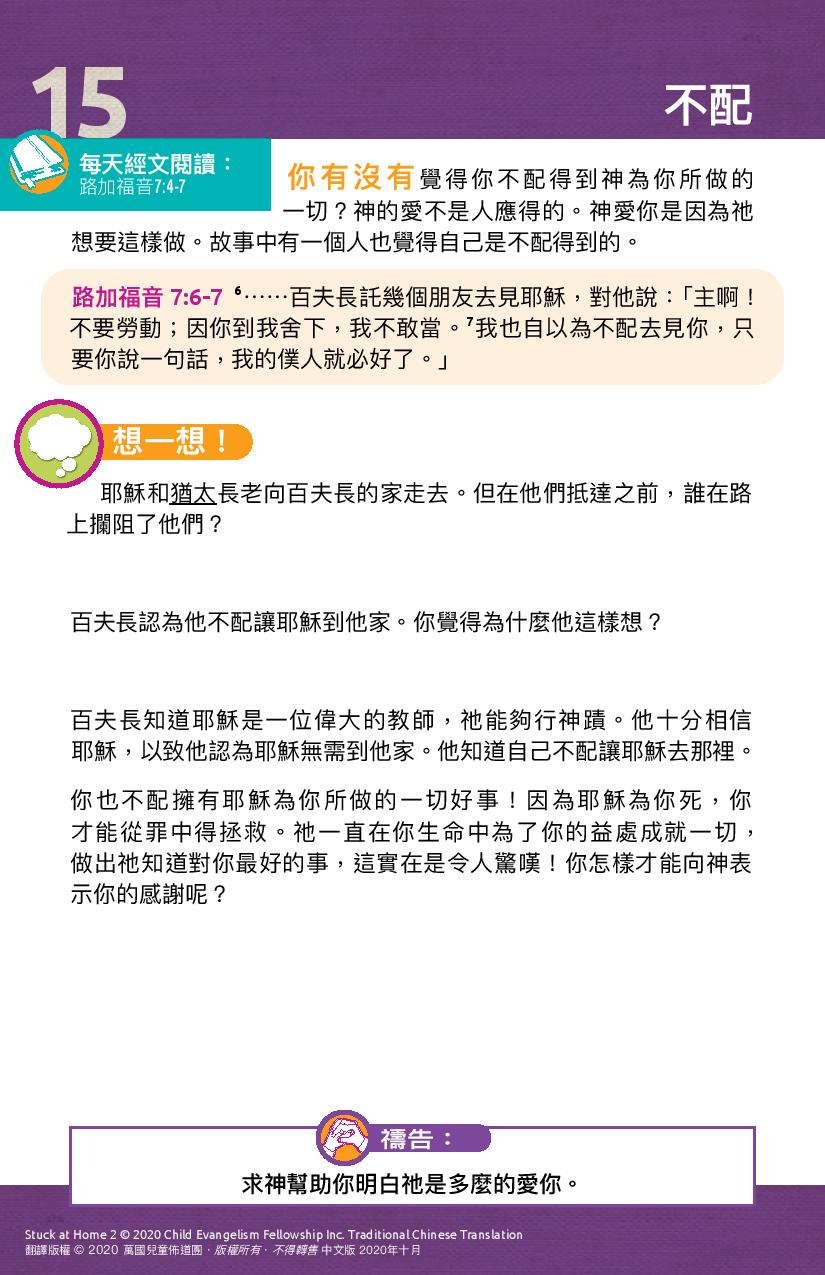 15
不配
每天經文閱讀：
路加福音7:4-7
你有沒有覺得你不配得到神為你所做的
一切？神的愛不是人應得的。神愛你是因為祂
想要這樣做。故事中有一個人也覺得自己是不配得到的。
路加福音 7:6-7 ⁶……百夫長託幾個朋友去見耶穌，對他說：「主啊！
不要勞動；因你到我舍下，我不敢當。⁷我也自以為不配去見你，只
要你說一句話，我的僕人就必好了。」
想一想！
耶穌和猶太長老向百夫長的家走去。但在他們抵達之前，誰在路
上攔阻了他們？
百夫長認為他不配讓耶穌到他家。你覺得為什麼他這樣想？
百夫長知道耶穌是一位偉大的教師，祂能夠行神蹟。他十分相信
耶穌，以致他認為耶穌無需到他家。他知道自己不配讓耶穌去那裡。
你也不配擁有耶穌為你所做的一切好事！因為耶穌為你死，你
才能從罪中得拯救。祂一直在你生命中為了你的益處成就一切，
做出祂知道對你最好的事，這實在是令人驚嘆！你怎樣才能向神表
示你的感謝呢？
禱告：
求神幫助你明白祂是多麼的愛你。
Stuck at Home 2 © 2020 Child Evangelism Fellowship Inc. Traditional Chinese Translation
翻譯版權 © 2020 萬國兒童佈道團 · 版權所有 · 不得轉售 中文版 2020年十月